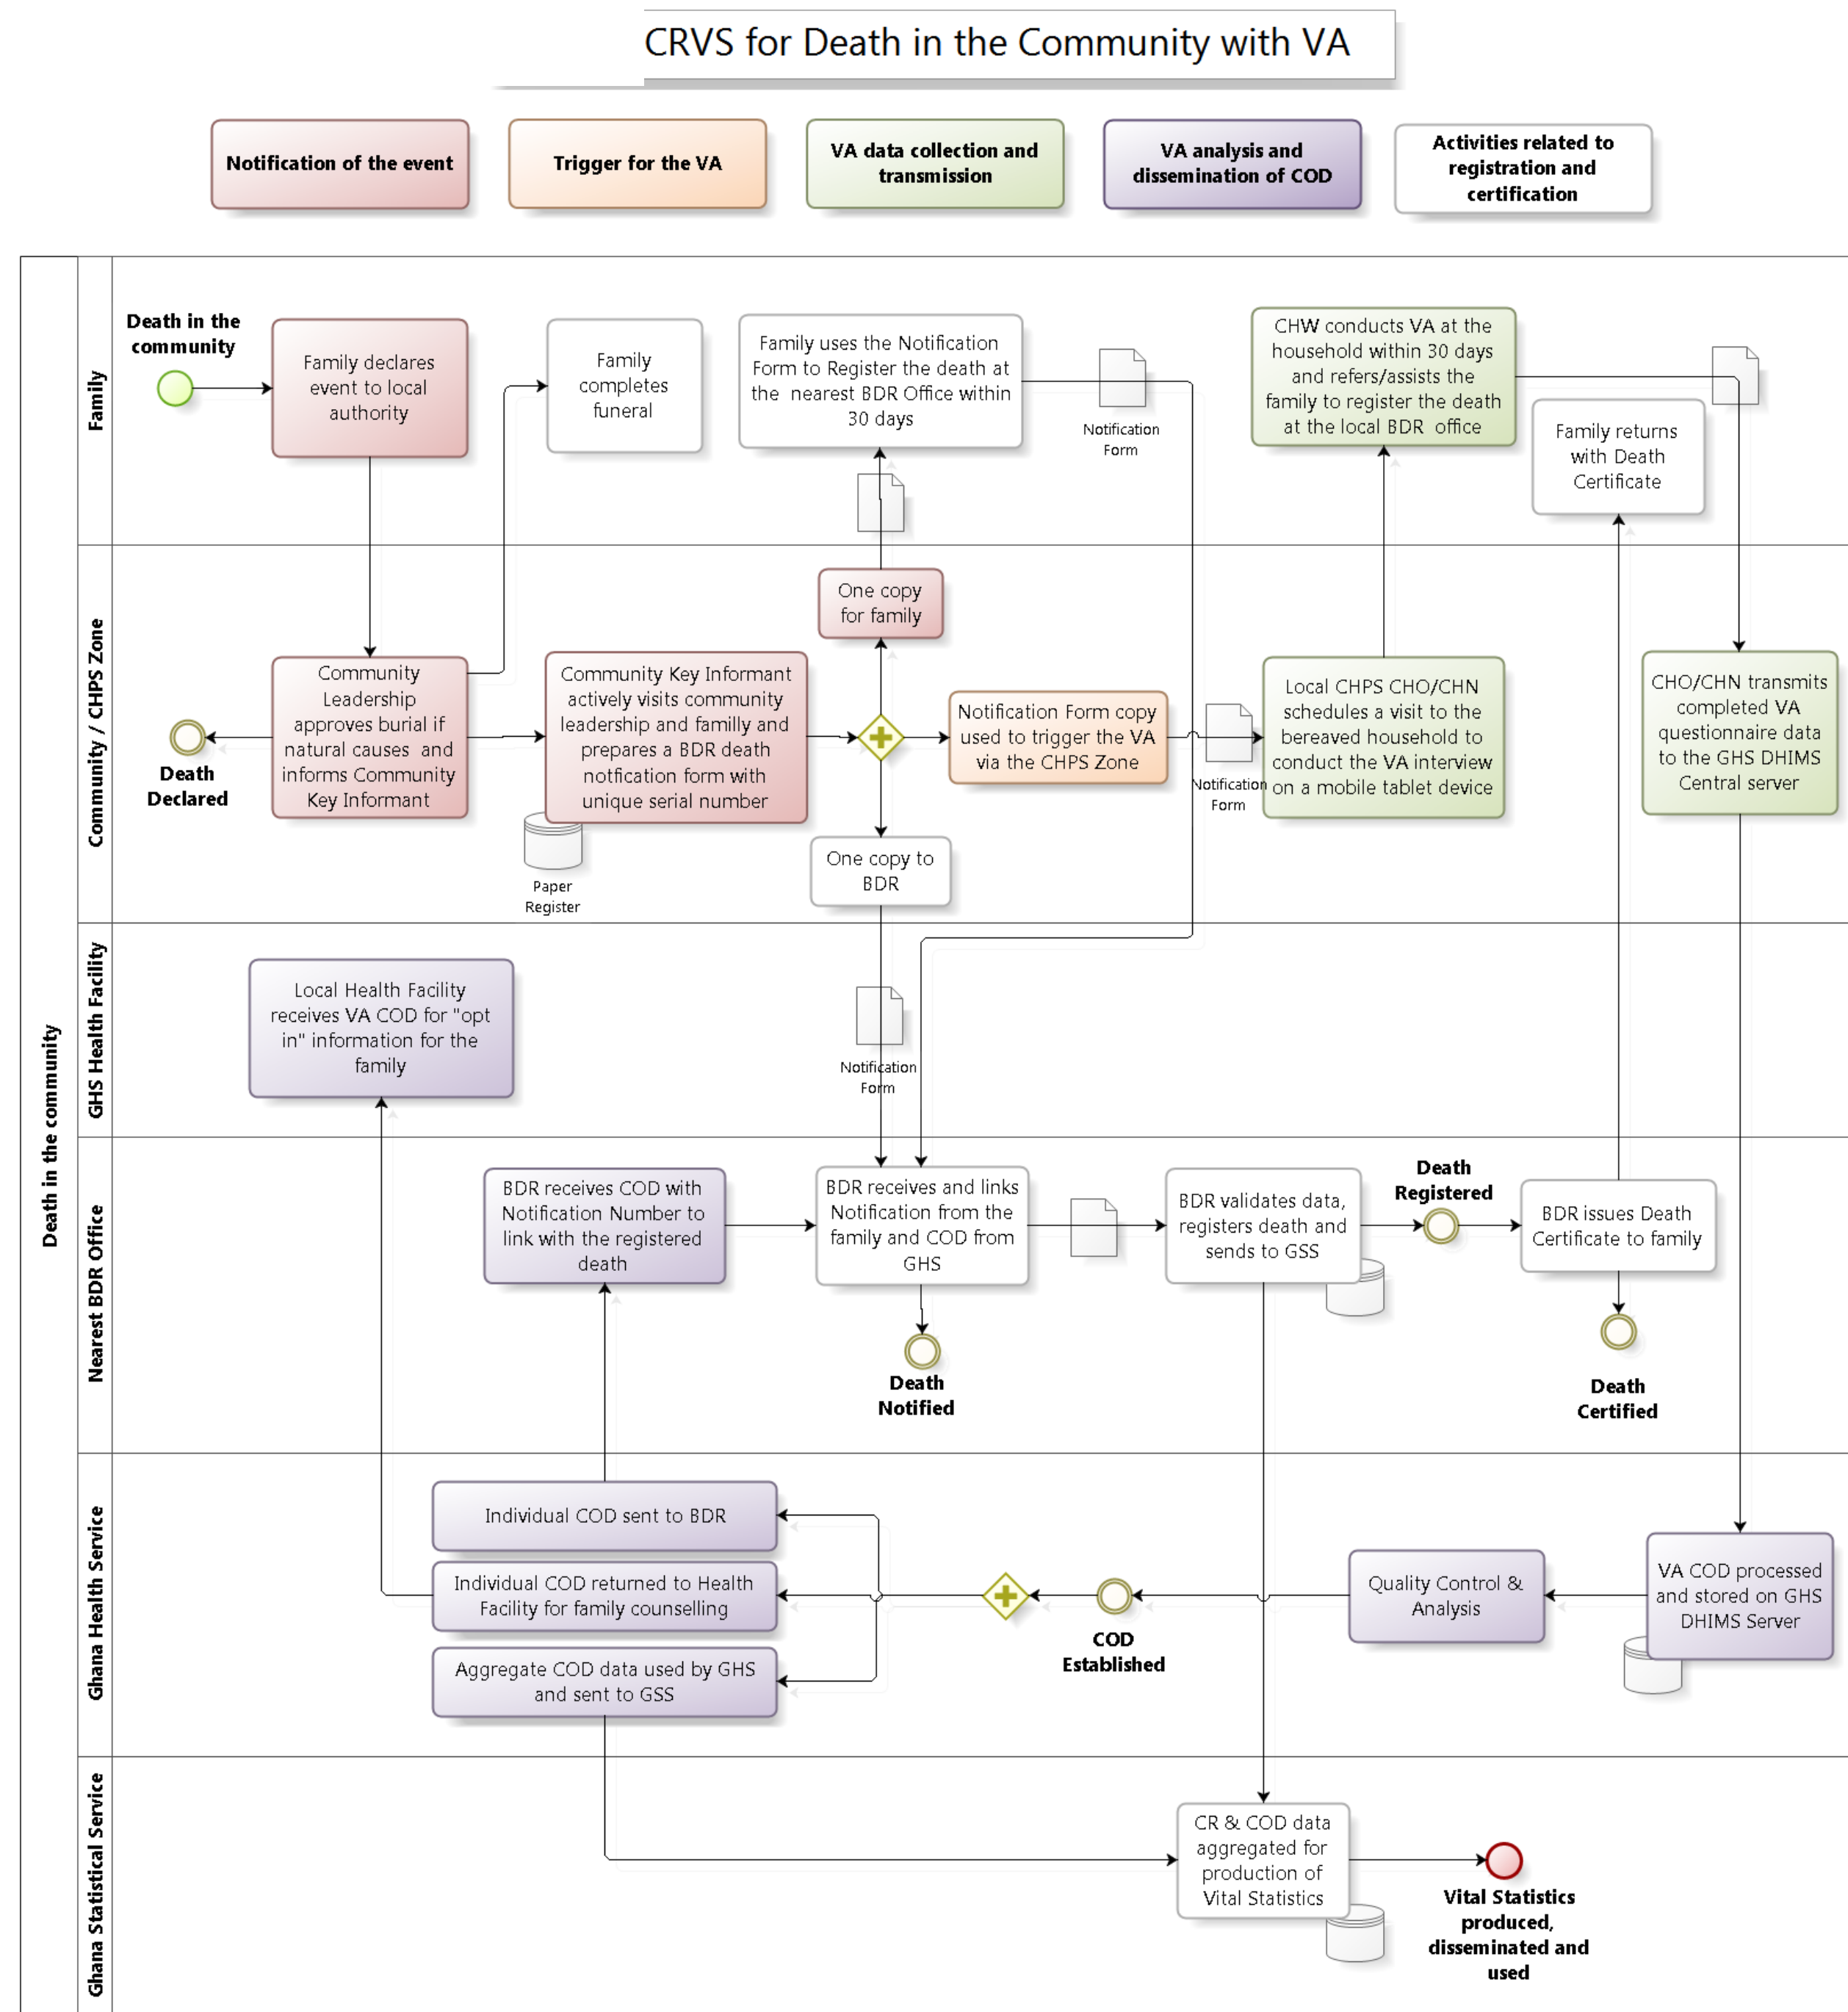 CRVS for Death in the Community with VA
Notification of the event
Trigger for the VA
VA data collection and
transmission
VA analysis and
dissemination of COD
Activities related to
registration and
certification
Death in the community
Family
Death in the
community
Family declares
event to local
authority
Family
completes
funeral
Family uses the Notification
Form to Register the death at
the nearest BDR Office within
30 days
Notification
Form
CHW conducts VA at the
household within 30 days
and refers/assists the
family to register the death
at the local BDR office
Family returns
with Death
Certificate
Community / CHPS Zone
Death
Declared
Community
Leadership
approves burial if
natural causes and
informs Community
Key Informant
Community Key Informant
actively visits community
leadership and familly and
prepares a BDR death
notfication form with
unique serial number
Paper
Register
One copy
for family
One copy to
BDR
Notification Form copy
used to trigger the VA
via the CHPS Zone
Notification
Form
Local CHPS CHO/CHN
schedules a visit to the
bereaved household to
conduct the VA interview
on a mobile tablet device
CHO/CHN transmits
completed VA
questionnaire data
to the GHS DHIMS
Central server
GHS Health Facility
Local Health Facility
receives VA COD for "opt
in" information for the
family
Notification
Form
Nearest BDR Office
BDR receives COD with
Notification Number to
link with the registered
death
BDR receives and links
Notification from the
family and COD from
GHS
Death
Notified
BDR validates data,
registers death and
sends to GSS
Death
Registered
BDR issues Death
Certificate to family
Death
Certified
Ghana Health Service
Individual COD sent to BDR
Individual COD returned to Health
Facility for family counselling
Aggregate COD data used by GHS
and sent to GSS
COD
Established
Quality Control &
Analysis
VA COD processed
and stored on GHS
DHIMS Server
Ghana Statistical Service
CR & COD data
aggregated for
production of
Vital Statistics
Vital Statistics
produced,
disseminated and
used